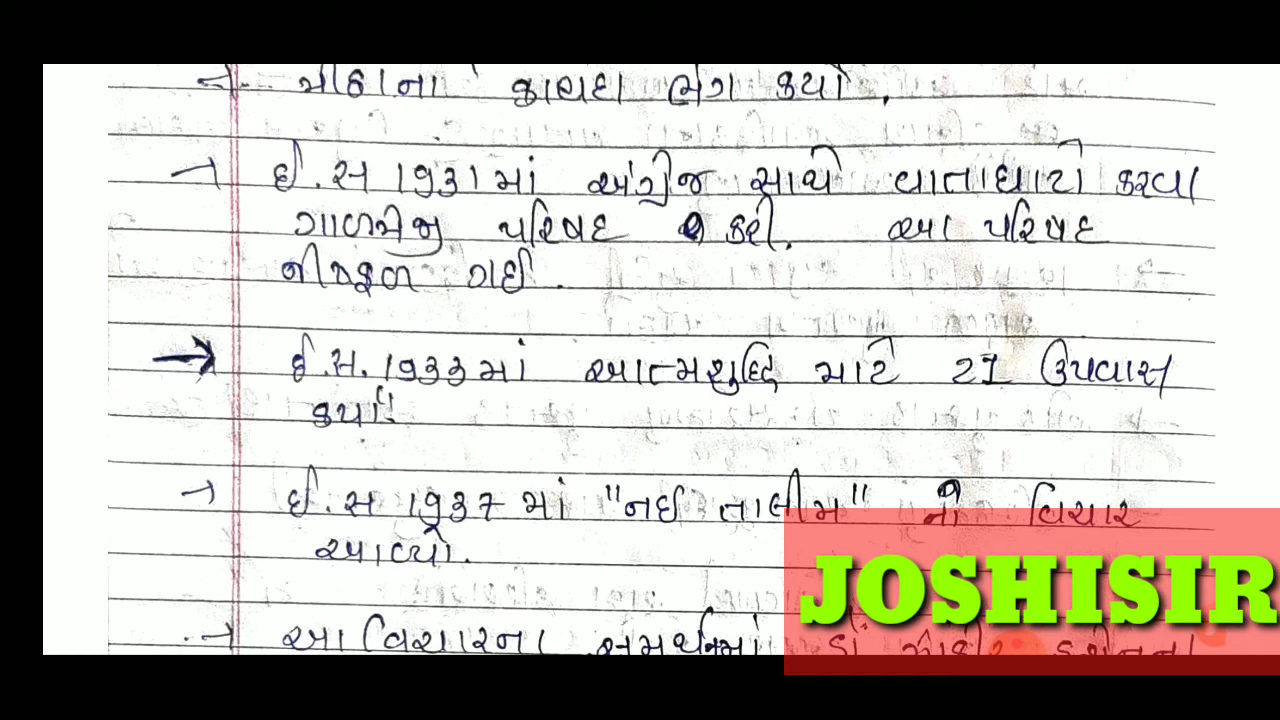 → મીઠાના કાયદા ભંગ કર્યો.
→ ઈ.સ 1931માં અંગ્રેજ સાથે વાતાઘાટો કરવા
ગોળમેજી પરિષદ કરી. આ પરિષદ
નીષ્ફળ ગઈ.
→ ઈ.સ. 1933માં આત્મશુદ્ધિ માટે 21 ઉપવાસ
કર્યા"
→ ઈ.સ 1937 માં "નઈ તાલીમ" નો વિચાર
આવ્યો.
→ આ વિચારના સમર્થનમાં ડૉ
JOSHISIR